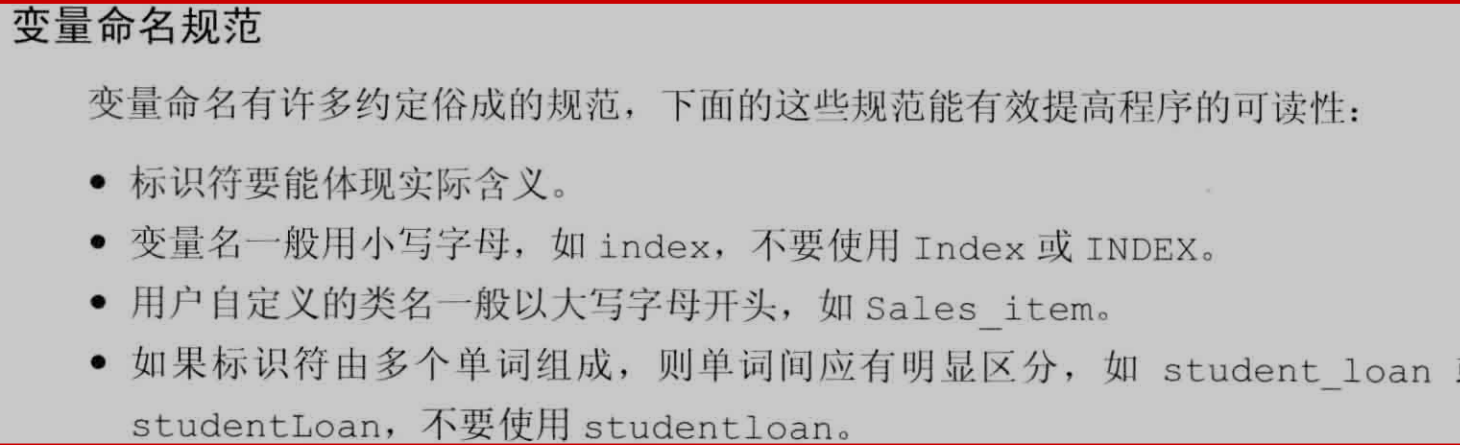 变量命名规范
变量命名有许多约定俗成的规范，下面的这些规范能有效提高程序的可读性：
● 标识符要能体现实际含义。
● 变量名一般用小写字母，如 index，不要使用 Index 或 INDEX。
● 用户自定义的类名一般以大写字母开头，如 Sales_item。
● 如果标识符由多个单词组成，则单词间应有明显区分，如 student_loan
studentLoan，不要使用 studentloan。